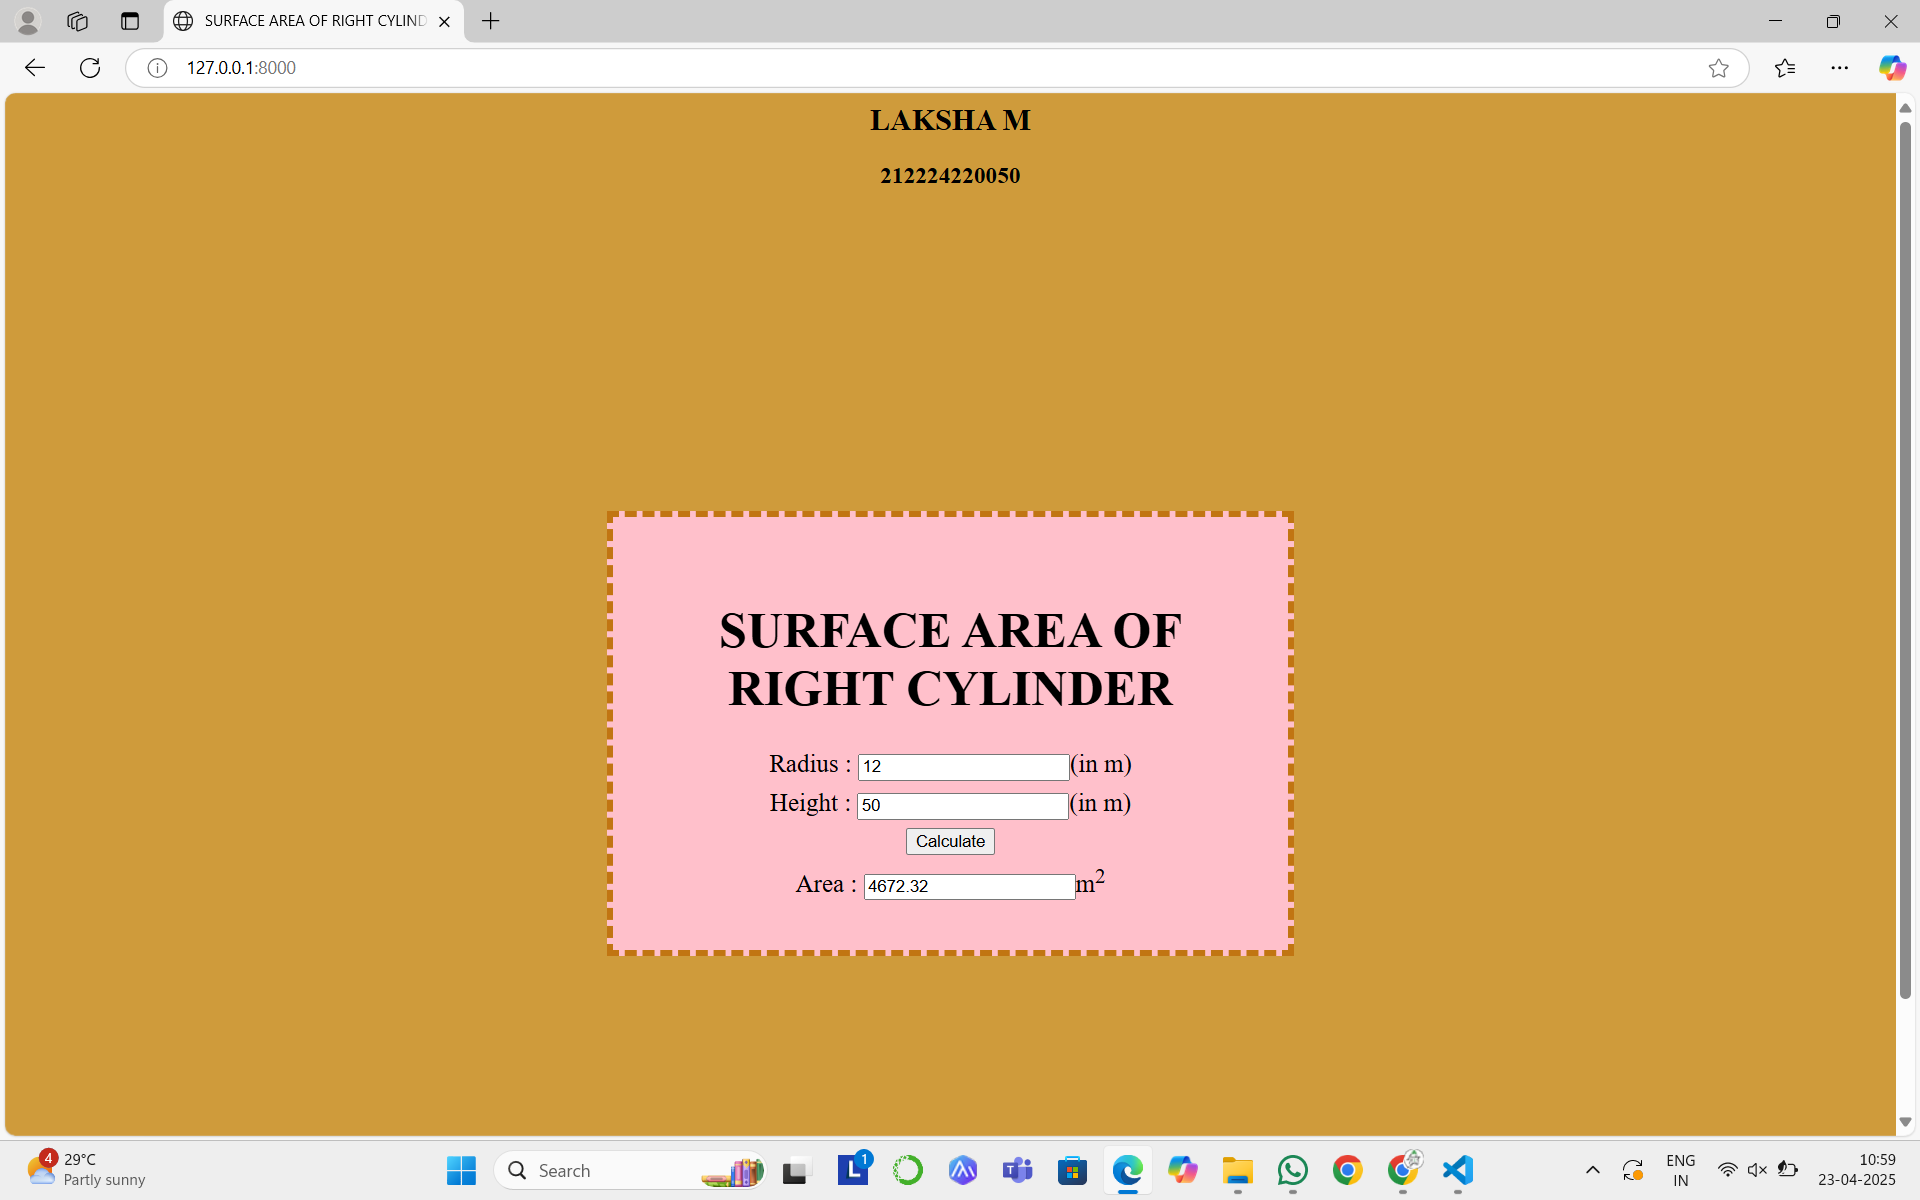 SURFACE AREA OF RIGHT CYLIND
127.0.0.1:8000
LAKSHA M
212224220050
SURFACE AREA OF
RIGHT CYLINDER
Radius : 12 (in m)
Height : 50 (in m)
Calculate
Area : 4672.32 m²
4
29°C
Partly sunny
Search
L 1
ENG
IN
10:59
23-04-2025